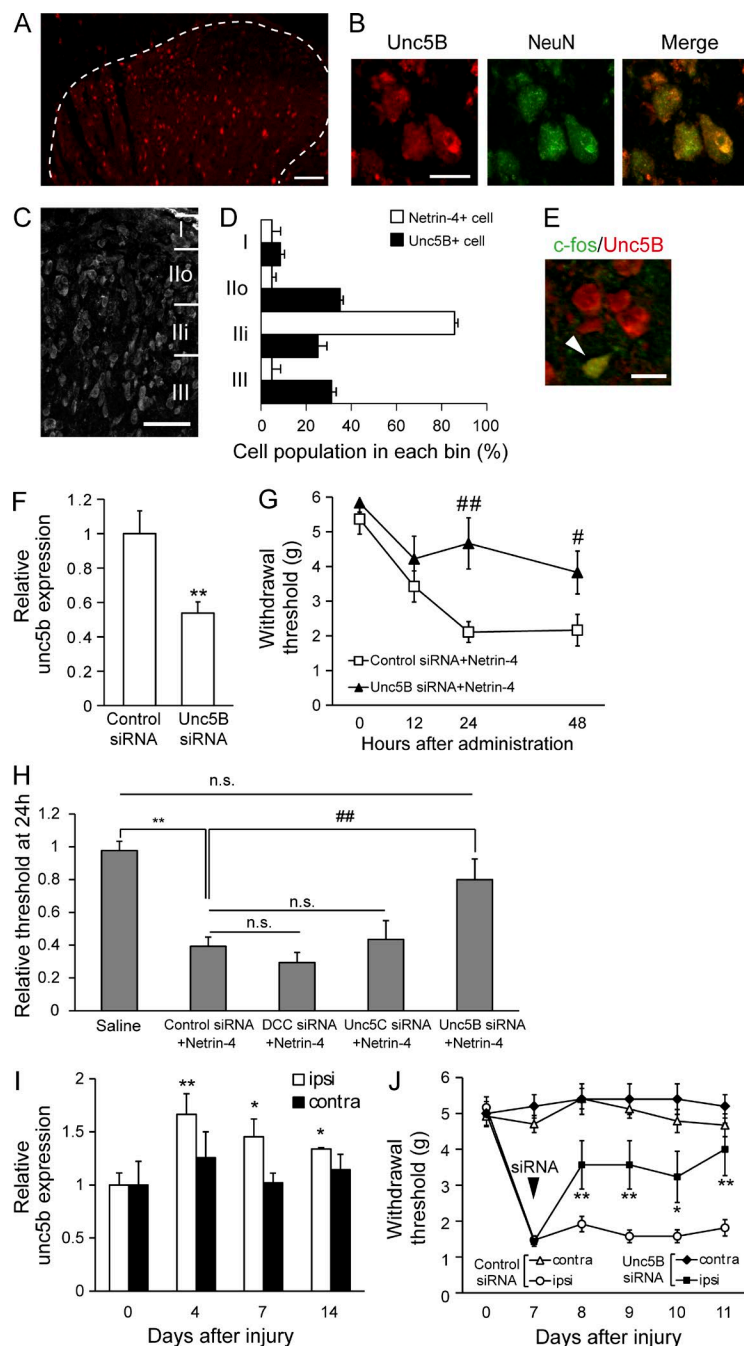 A
B
Unc5B NeuN Merge
C
I
IIo
IIi
III
D
Netrin-4+ cell
Unc5B+ cell
I
IIo
IIi
III
0 20 40 60 80 100
Cell population in each bin (%)
E
c-fos/Unc5B
F
Relative
unc5b expression
1.2
1
0.8
0.6
0.4
0.2
0
**
Control
siRNA
Unc5B
siRNA
G
Withdrawal
threshold (g)
6
5
4
3
2
1
0
##
#
Control siRNA+Netrin-4
Unc5B siRNA+Netrin-4
0 12 24 48
Hours after administration
H
Relative threshold at 24h
1.2
1
0.8
0.6
0.4
0.2
0
n.s.
**
##
n.s.
n.s.
Saline
Control siRNA
+Netrin-4
DCC siRNA
+Netrin-4
Unc5C siRNA
+Netrin-4
Unc5B siRNA
+Netrin-4
I
Relative
unc5b expression
2
1.5
1
0.5
0
**
*
*
ipsi
contra
0 4 7 14
Days after injury
J
Withdrawal
threshold (g)
6
5
4
3
2
1
0
siRNA
**
**
*
**
Control
siRNA
contra
ipsi
Unc5B
siRNA
contra
ipsi
0 7 8 9 10 11
Days after injury